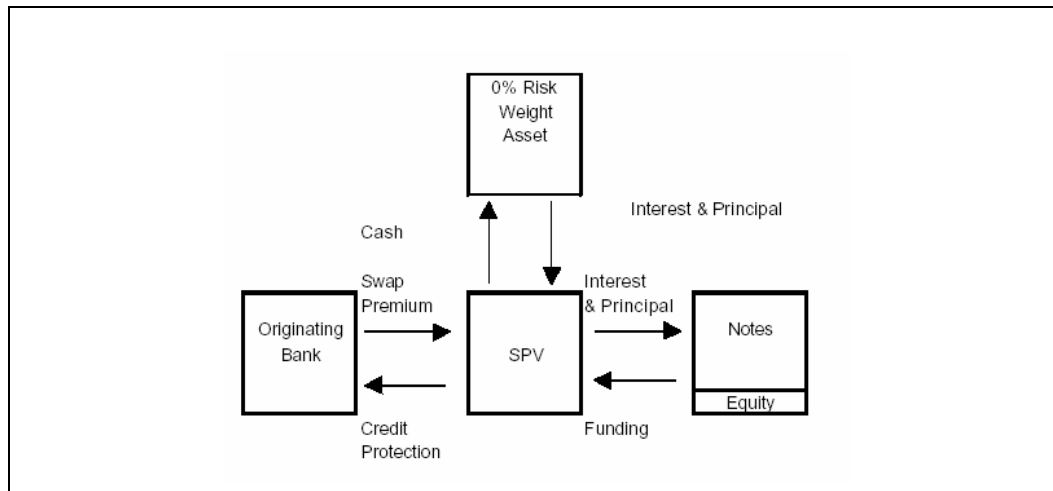 0% Risk
Weight
Asset
Interest & Principal
Cash
Swap
Premium
Interest
& Principal
Originating
Bank
SPV
Notes
Equity
Credit
Protection
Funding